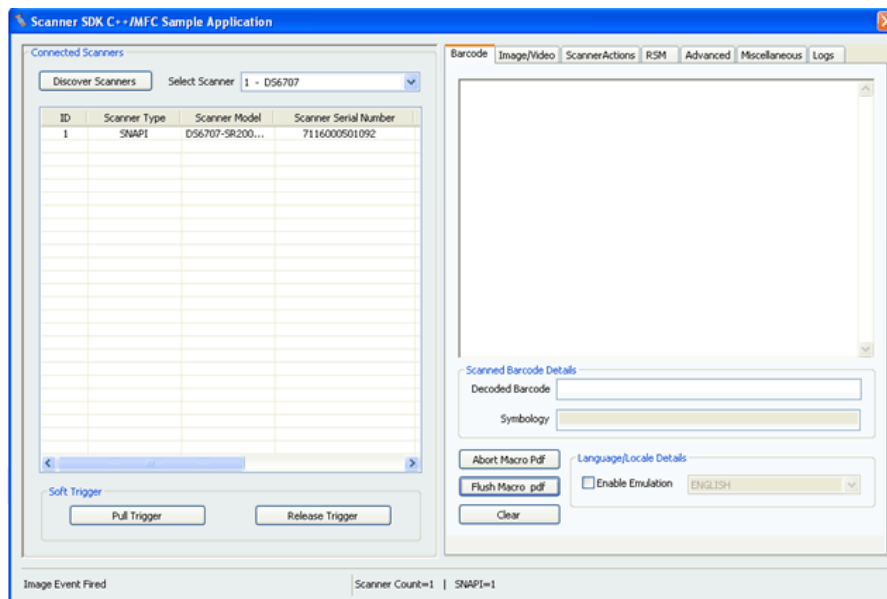 Scanner SDK C++/MFC Sample Application
Connected Scanners
Discover Scanners
Select Scanner
1 - DS6707
ID Scanner Type Scanner Model Scanner Serial Number
1 SNAPI DS6707-SR200... 7116000501092
Soft Trigger
Pull Trigger
Release Trigger
Barcode Image/Video ScannerActions RSM Advanced Miscellaneous Logs
Scanned Barcode Details
Decoded Barcode
Symbology
Abort Macro Pdf
Flush Macro pdf
Clear
Language/Locale Details
Enable Emulation
ENGLISH
Image Event Fired
Scanner Count=1 | SNAPI=1